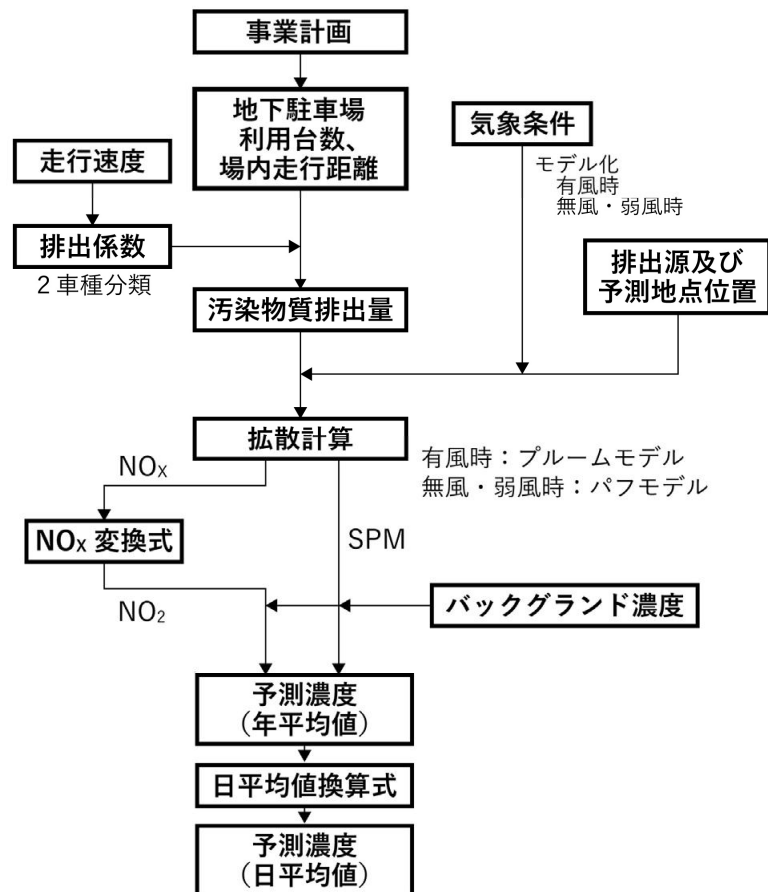 事業計画
地下駐車場
利用台数、
場内走行距離
気象条件
走行速度
モデル化
有風時
無風・弱風時
排出係数
2車種分類
排出源及び
予測地点位置
汚染物質排出量
拡散計算
有風時：プルームモデル
無風・弱風時：パフモデル
NOx
NOx変換式
SPM
NO2
バックグランド濃度
予測濃度
（年平均値）
日平均値換算式
予測濃度
（日平均値）